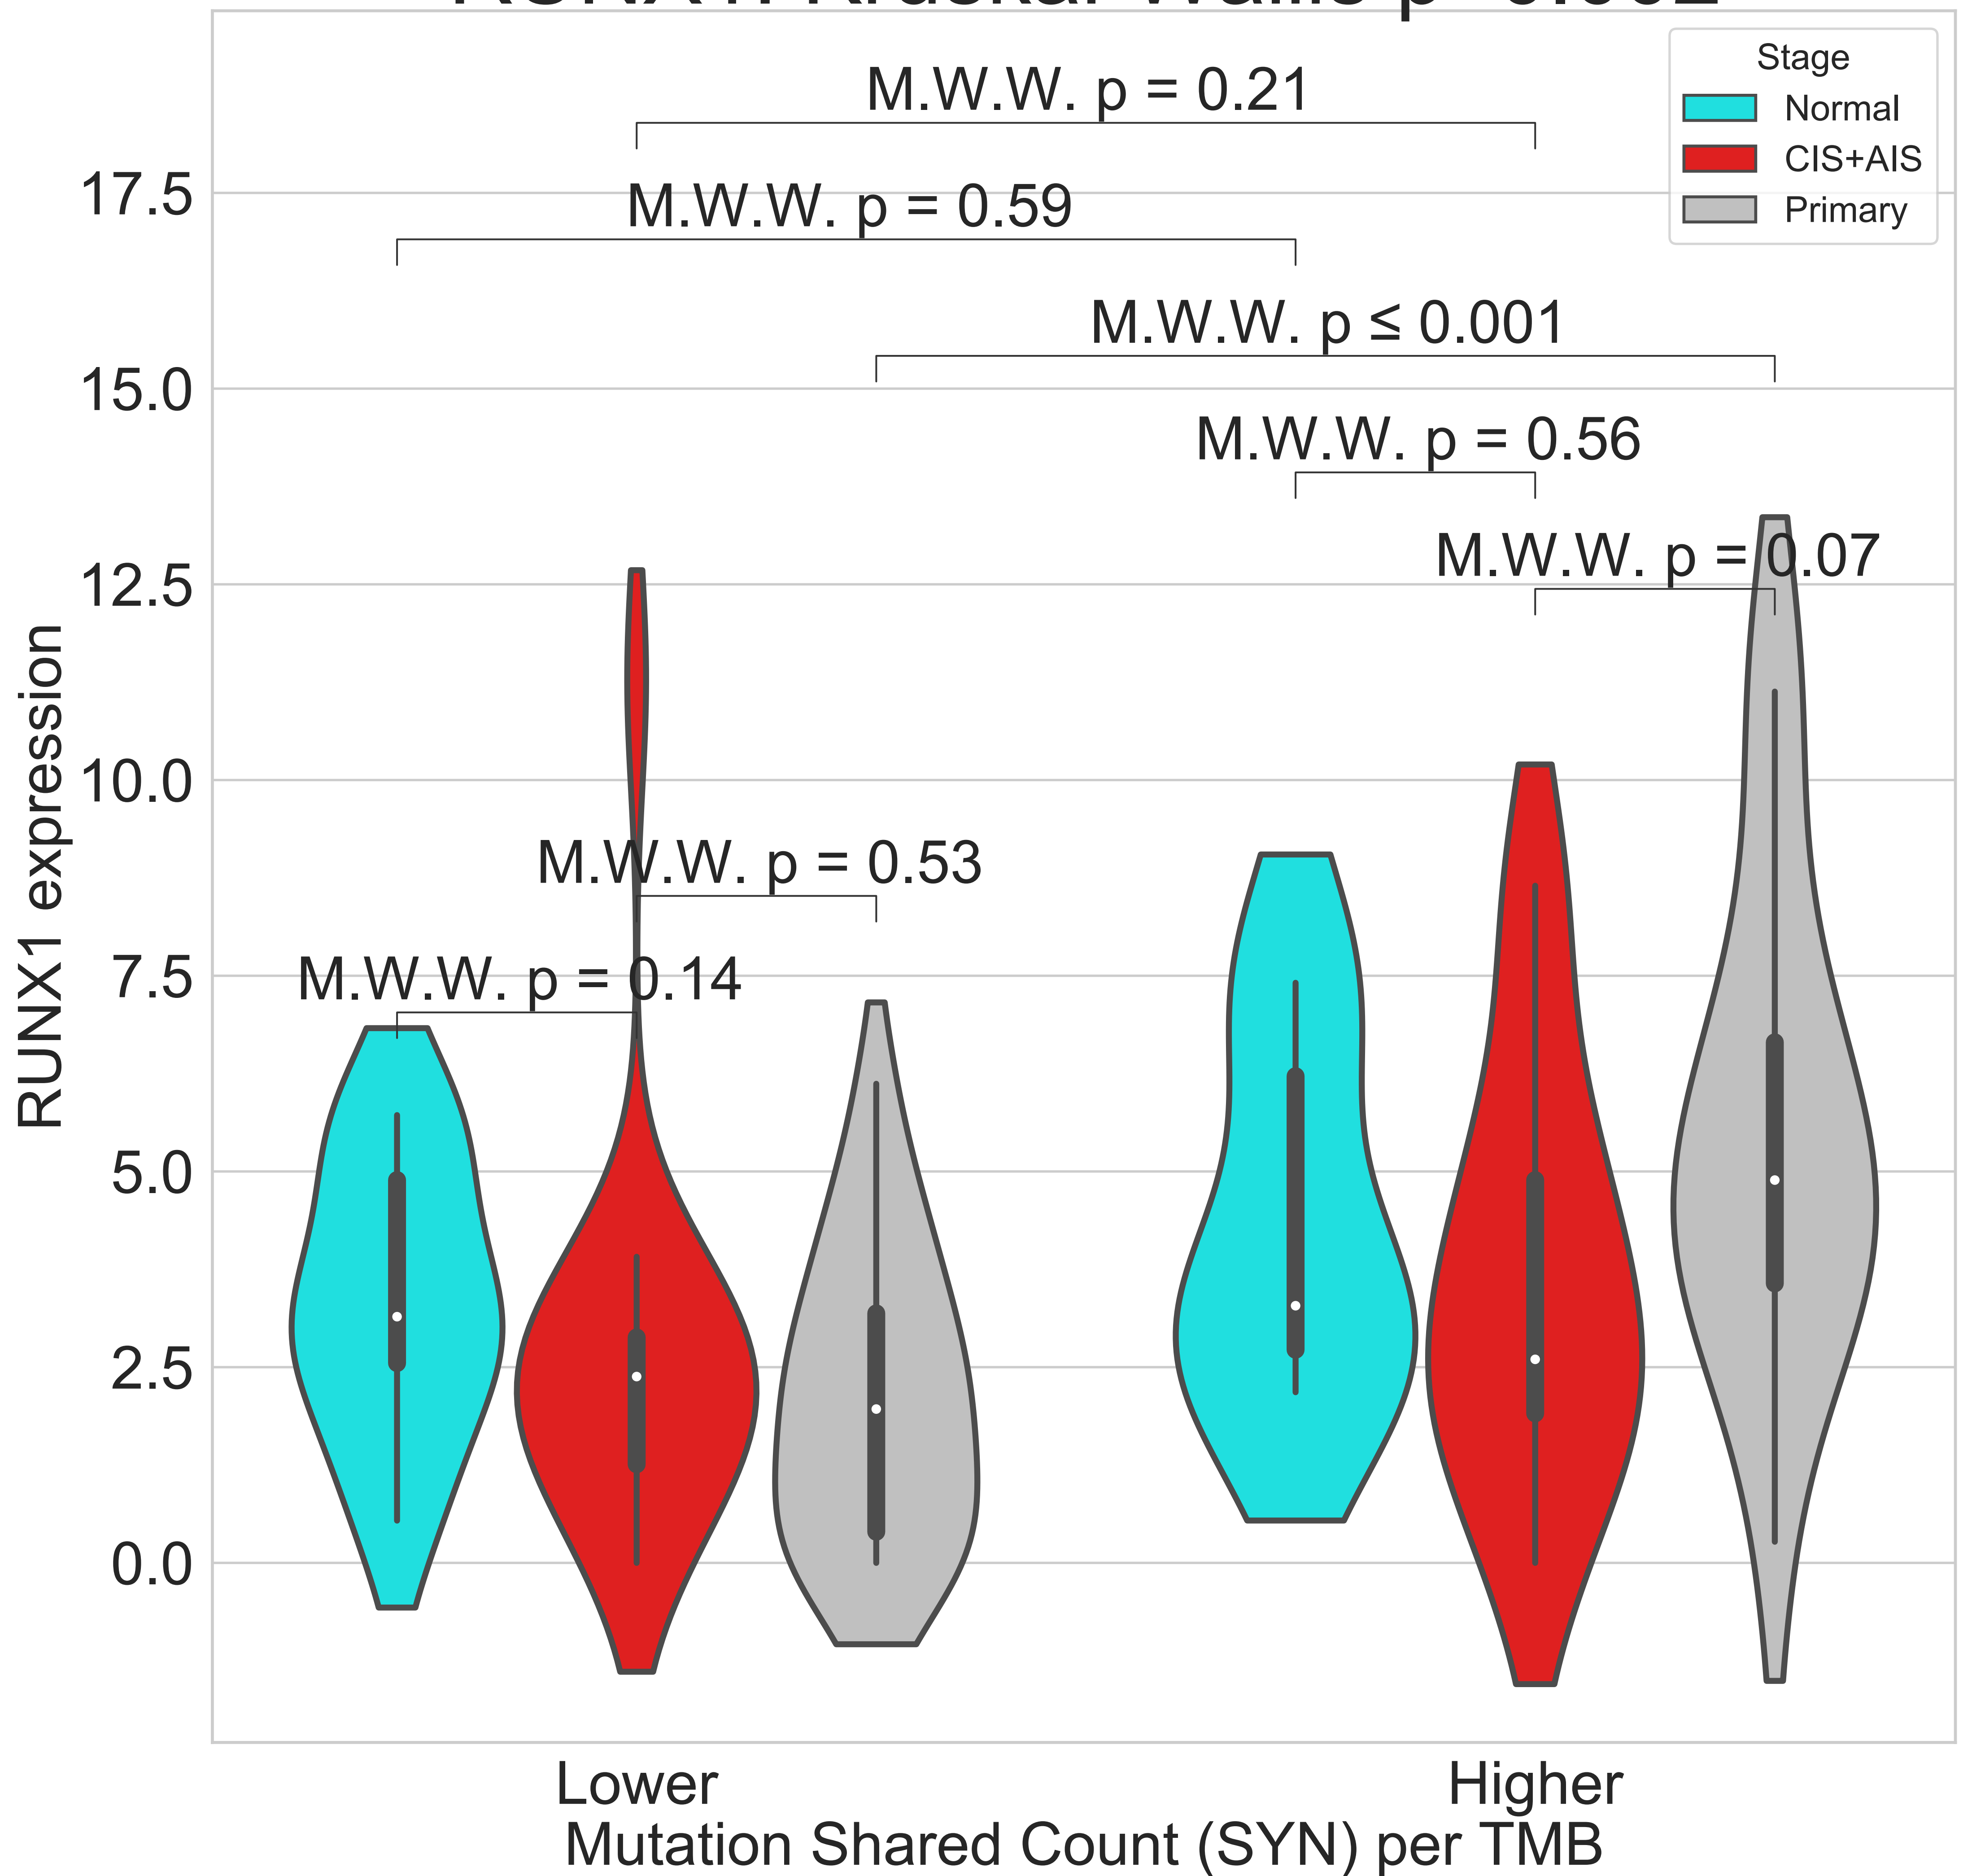 Stage
Normal
CIS+AIS
Primary
M.W.W. p = 0.21
M.W.W. p = 0.59
M.W.W. p ≤ 0.001
M.W.W. p = 0.56
M.W.W. p = 0.07
M.W.W. p = 0.53
M.W.W. p = 0.14
17.5
15.0
12.5
10.0
7.5
5.0
2.5
0.0
RUNX1 expression
Lower
Higher
Mutation Shared Count (SYN) per TMB